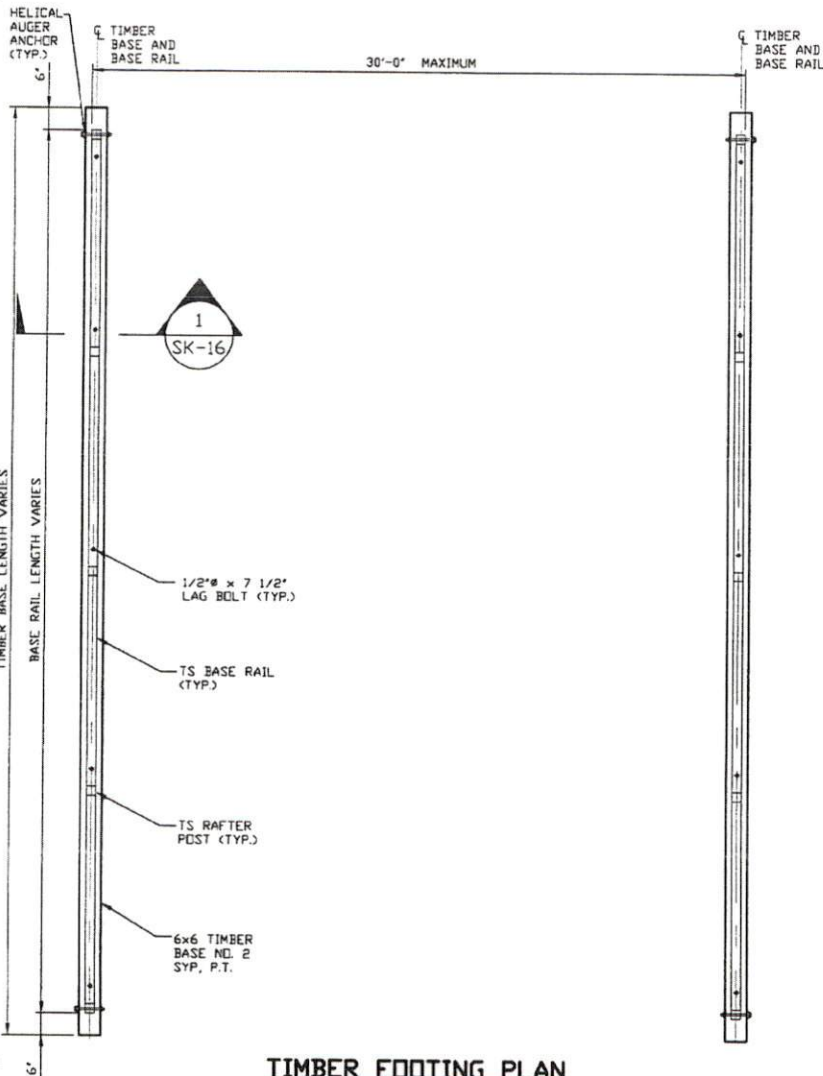 HELICAL
AUGER
ANCHOR
(TYP.)
℄ TIMBER
BASE AND
BASE RAIL
30'-0" MAXIMUM
℄ TIMBER
BASE AND
BASE RAIL
6"
1
SK-16
TIMBER BASE LENGTH VARIES
BASE RAIL LENGTH VARIES
1/2"ø x 7 1/2"
LAG BOLT (TYP.)
TS BASE RAIL
(TYP.)
TS RAFTER
POST (TYP.)
6x6 TIMBER
BASE NO. 2
SYP, P.T.
6"
TIMBER FOOTING PLAN